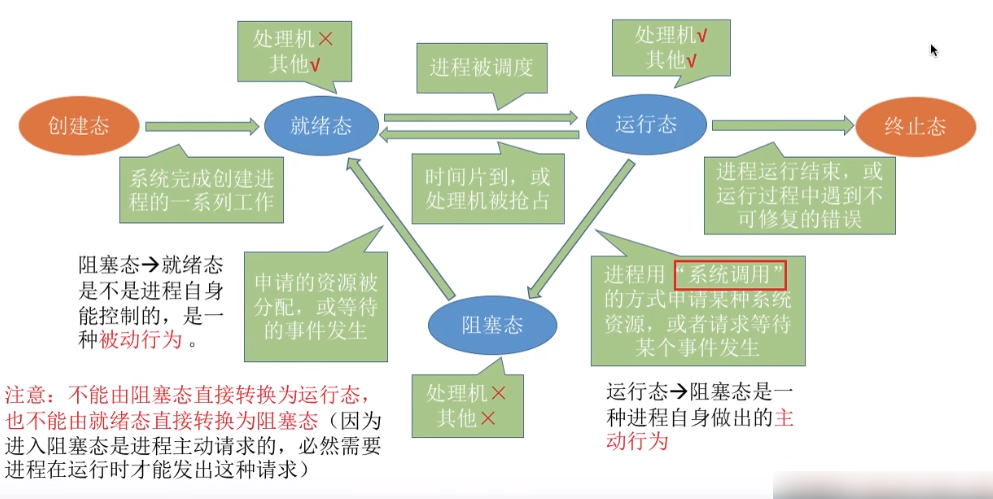 处理机×
其他√
处理机√
其他√
进程被调度
创建态
就绪态
运行态
终止态
系统完成创建进
程的一系列工作
时间片到，或
处理机被抢占
进程运行结束，或
运行过程中遇到不
可修复的错误
阻塞态→就绪态
是不是进程自身
能控制的，是一
种被动行为 。
申请的资源被
分配，或等待
的事件发生
进程用“系统调用”
的方式申请某种系统
资源，或者请求等待
某个事件发生
阻塞态
处理机×
其他×
注意：不能由阻塞态直接转换为运行态，
也不能由就绪态直接转换为阻塞态（因为
进入阻塞态是进程主动请求的，必然需要
进程在运行时才能发出这种请求）
运行态→阻塞态是一
种进程自身做出的主
动行为